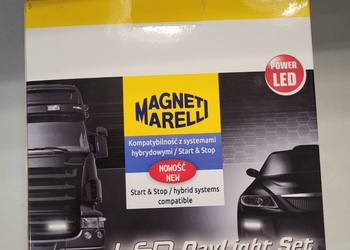 POWER
LED
MAGNETI
MARELLI
Kompatybilność z systemami
hybrydowymi / Start & Stop
NOWOŚĆ
NEW
Start & Stop / hybrid systems
compatible
LED DayLight Set